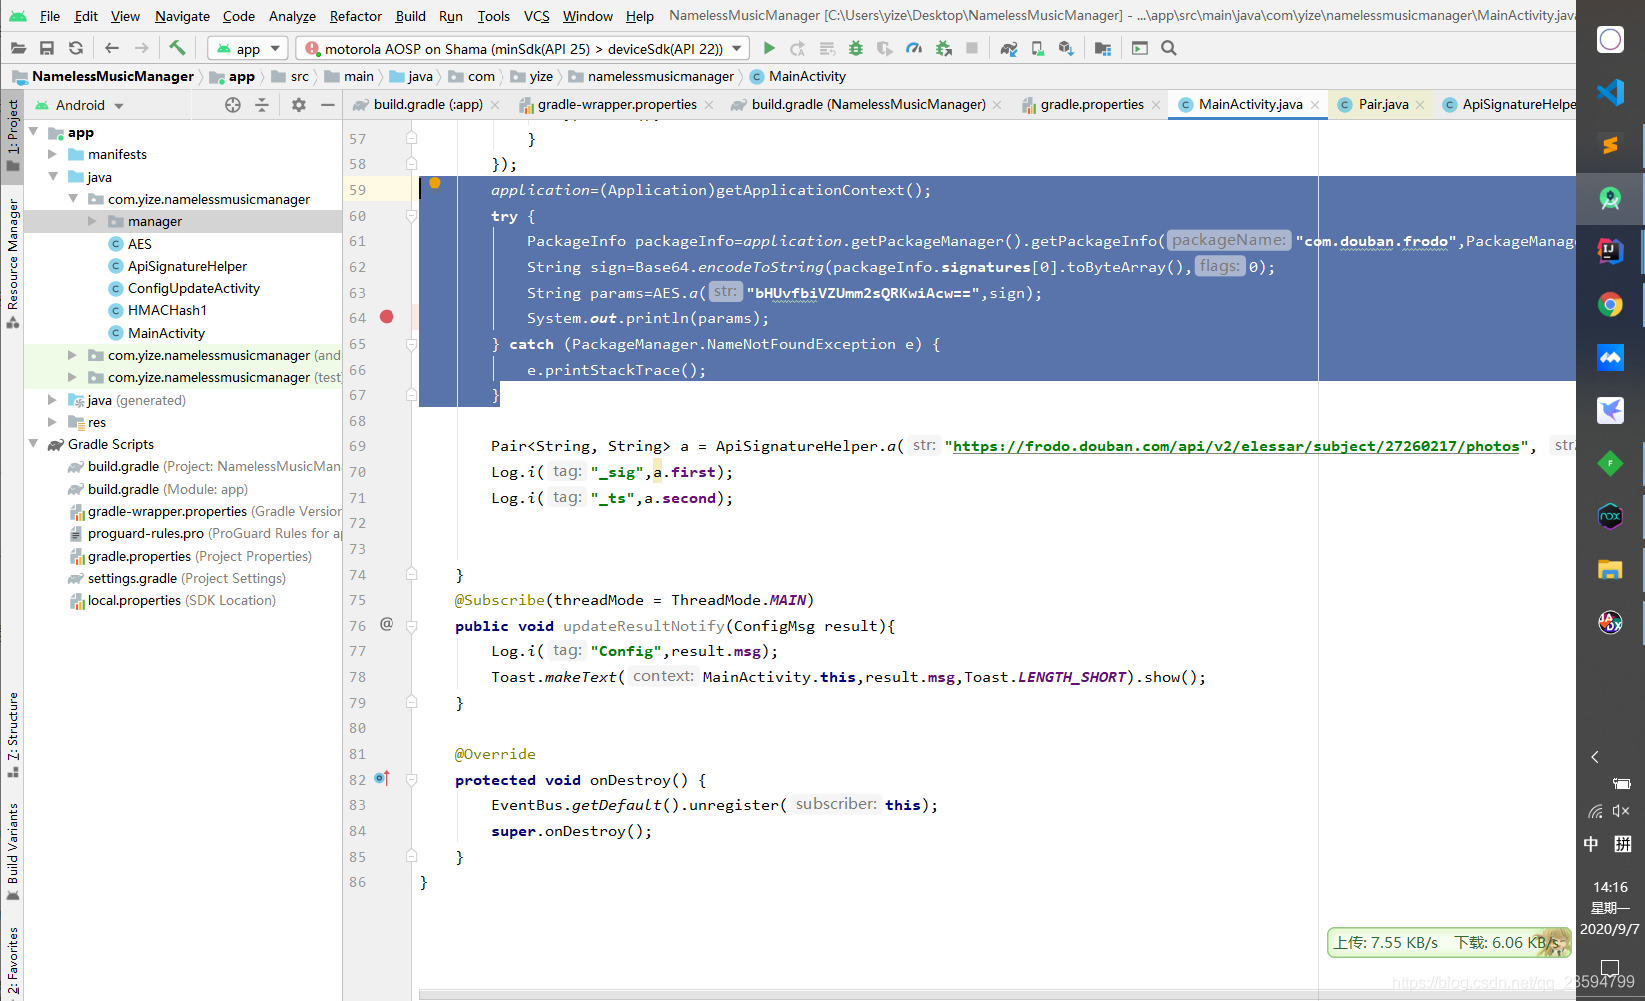 File Edit View Navigate Code Analyze Refactor Build Run Tools VCS Window Help NamelessMusicManager [C:\Users\yize\Desktop\NamelessMusicManager] - ...\app\src\main\java\com\yize\namelessmusicmanager\MainActivity.java
app motorola AOSP on Shama (minSdk(API 25) > deviceSdk(API 22))
NamelessMusicManager app src main java com yize namelessmusicmanager MainActivity
Android build.gradle (:app) gradle-wrapper.properties build.gradle (NamelessMusicManager) gradle.properties MainActivity.java Pair.java ApiSignatureHelpe
1: Project
Resource Manager
Z: Structure
Build Variants
2: Favorites
app
manifests
java
com.yize.namelessmusicmanager
manager
AES
ApiSignatureHelper
ConfigUpdateActivity
HMACHash1
MainActivity
com.yize.namelessmusicmanager (and
com.yize.namelessmusicmanager (test
java (generated)
res
Gradle Scripts
build.gradle (Project: NamelessMusicMan
build.gradle (Module: app)
gradle-wrapper.properties (Gradle Version
proguard-rules.pro (ProGuard Rules for ap
gradle.properties (Project Properties)
settings.gradle (Project Settings)
local.properties (SDK Location)
57 }
58 });
59 application=(Application)getApplicationContext();
60 try {
61 PackageInfo packageInfo=application.getPackageManager().getPackageInfo( packageName: "com.douban.frodo",PackageManag
62 String sign=Base64.encodeToString(packageInfo.signatures[0].toByteArray(), flags: 0);
63 String params=AES.a( str: "bHUvfbiVZUmm2sQRKwiAcw==",sign);
64 System.out.println(params);
65 } catch (PackageManager.NameNotFoundException e) {
66 e.printStackTrace();
67 }
68
69 Pair<String, String> a = ApiSignatureHelper.a( str: "https://frodo.douban.com/api/v2/elessar/subject/27260217/photos", str
70 Log.i( tag: "_sig",a.first);
71 Log.i( tag: "_ts",a.second);
72
73
74 }
75 @Subscribe(threadMode = ThreadMode.MAIN)
76 @ public void updateResultNotify(ConfigMsg result){
77 Log.i( tag: "Config",result.msg);
78 Toast.makeText( context: MainActivity.this,result.msg,Toast.LENGTH_SHORT).show();
79 }
80
81 @Override
82 protected void onDestroy() {
83 EventBus.getDefault().unregister( subscriber: this);
84 super.onDestroy();
85 }
86 }
上传: 7.55 KB/s 下载: 6.06 KB/s
中 拼
14:16
星期一
2020/9/7
https://blog.csdn.net/qq_23594799